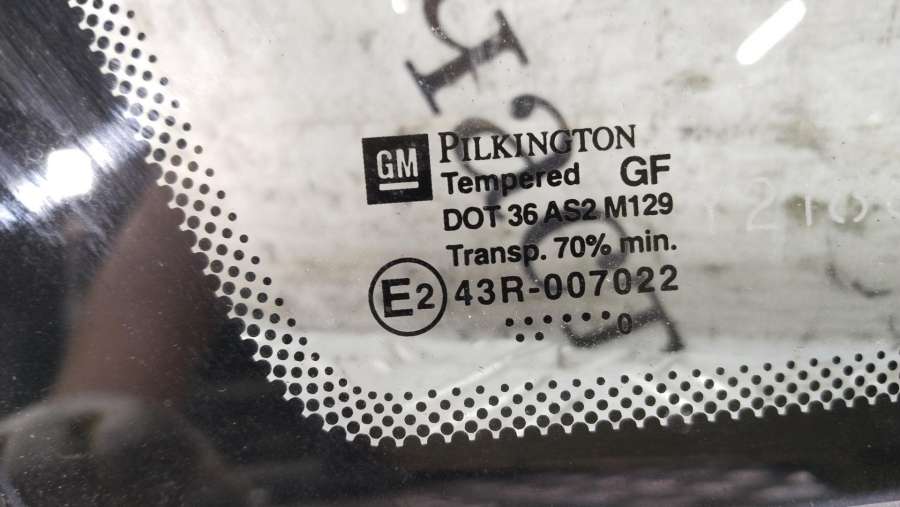 GM PILKINGTON
Tempered GF
DOT 36 AS2 M129
Transp. 70% min.
E2 43R-007022
. . . . . . 0
. .